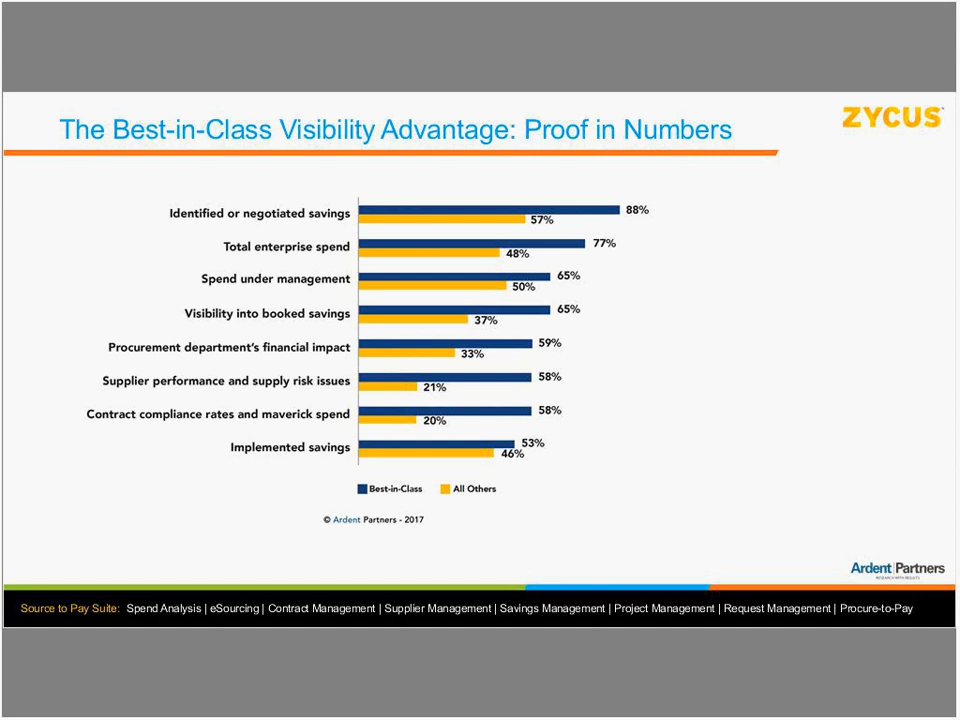 The Best-in-Class Visibility Advantage: Proof in Numbers
ZYCUS™
Identified or negotiated savings 88%
57%
Total enterprise spend 77%
48%
Spend under management 65%
50%
Visibility into booked savings 65%
37%
Procurement department's financial impact 59%
33%
Supplier performance and supply risk issues 58%
21%
Contract compliance rates and maverick spend 58%
20%
Implemented savings 53%
46%
Best-in-Class All Others
© Ardent Partners - 2017
Ardent|Partners
RESEARCH WITH RESULTS
Source to Pay Suite: Spend Analysis | eSourcing | Contract Management | Supplier Management | Savings Management | Project Management | Request Management | Procure-to-Pay